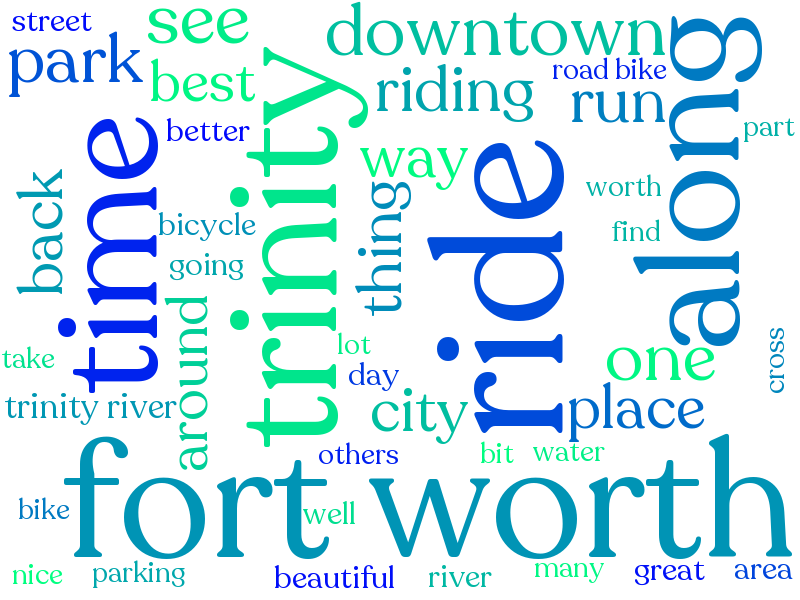 street
see
downtown
along
park
best
trinity
riding
road bike
run
part
better
time
way
ride
back
thing
worth
bicycle
find
going
around
lot
cross
take
day
one
trinity river
city
place
others
bit
water
fort worth
bike
well
nice
parking
beautiful
river
many
great
area